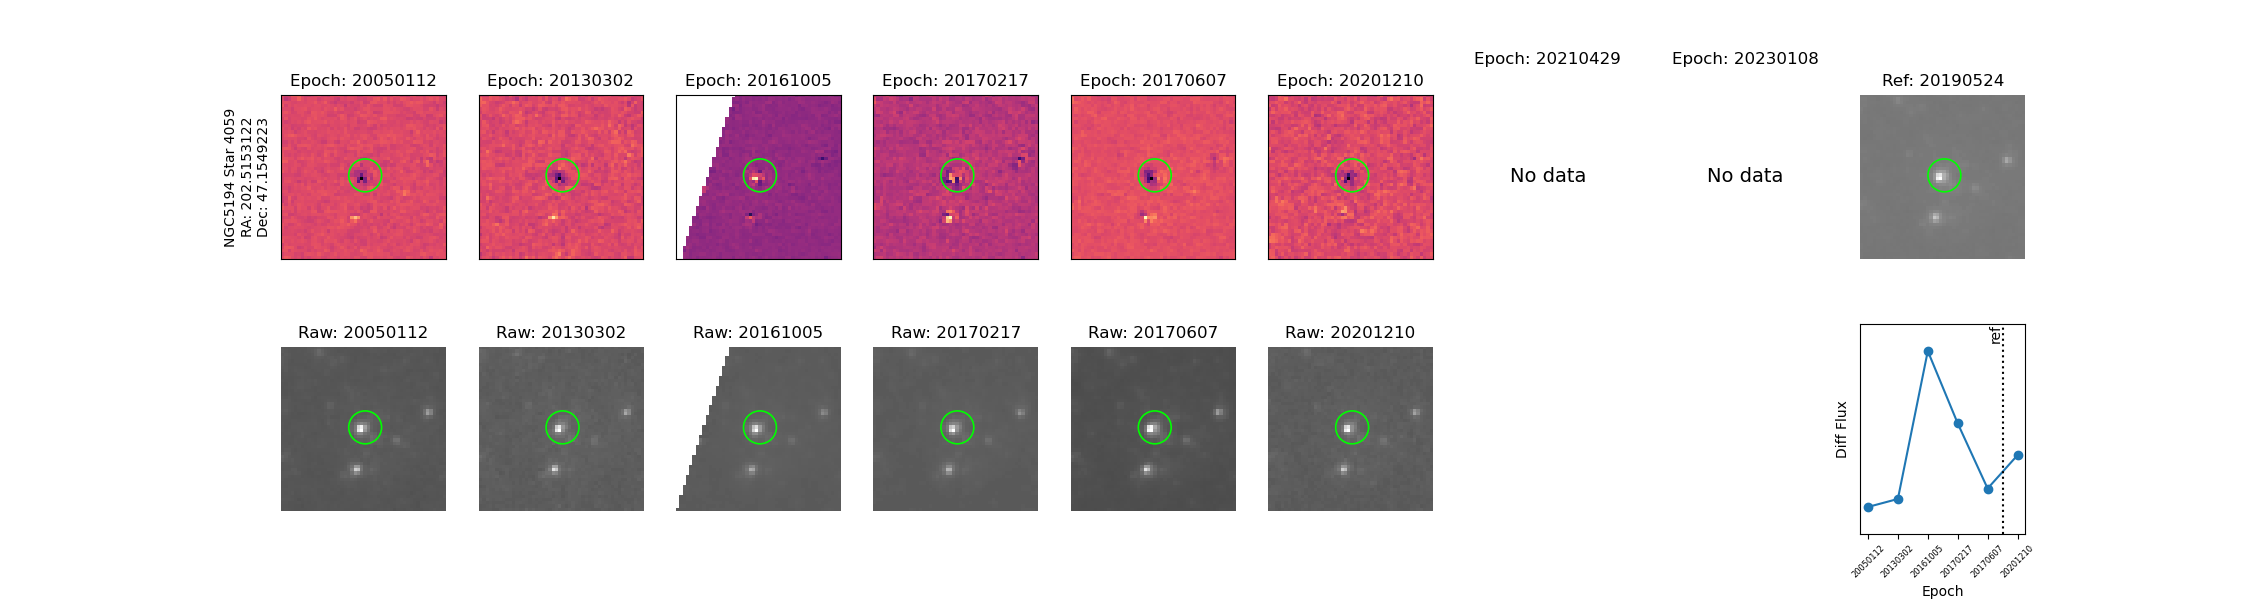 Epoch: 20210429
Epoch: 20230108
Epoch: 20050112
Epoch: 20130302
Epoch: 20161005
Epoch: 20170217
Epoch: 20170607
Epoch: 20201210
Ref: 20190524
NGC5194 Star 4059
RA: 202.5153122
Dec: 47.1549223
No data
No data
Raw: 20050112
Raw: 20130302
Raw: 20161005
Raw: 20170217
Raw: 20170607
Raw: 20201210
ref
Diff Flux
20050112
20130302
20161005
20170217
20170607
20201210
Epoch